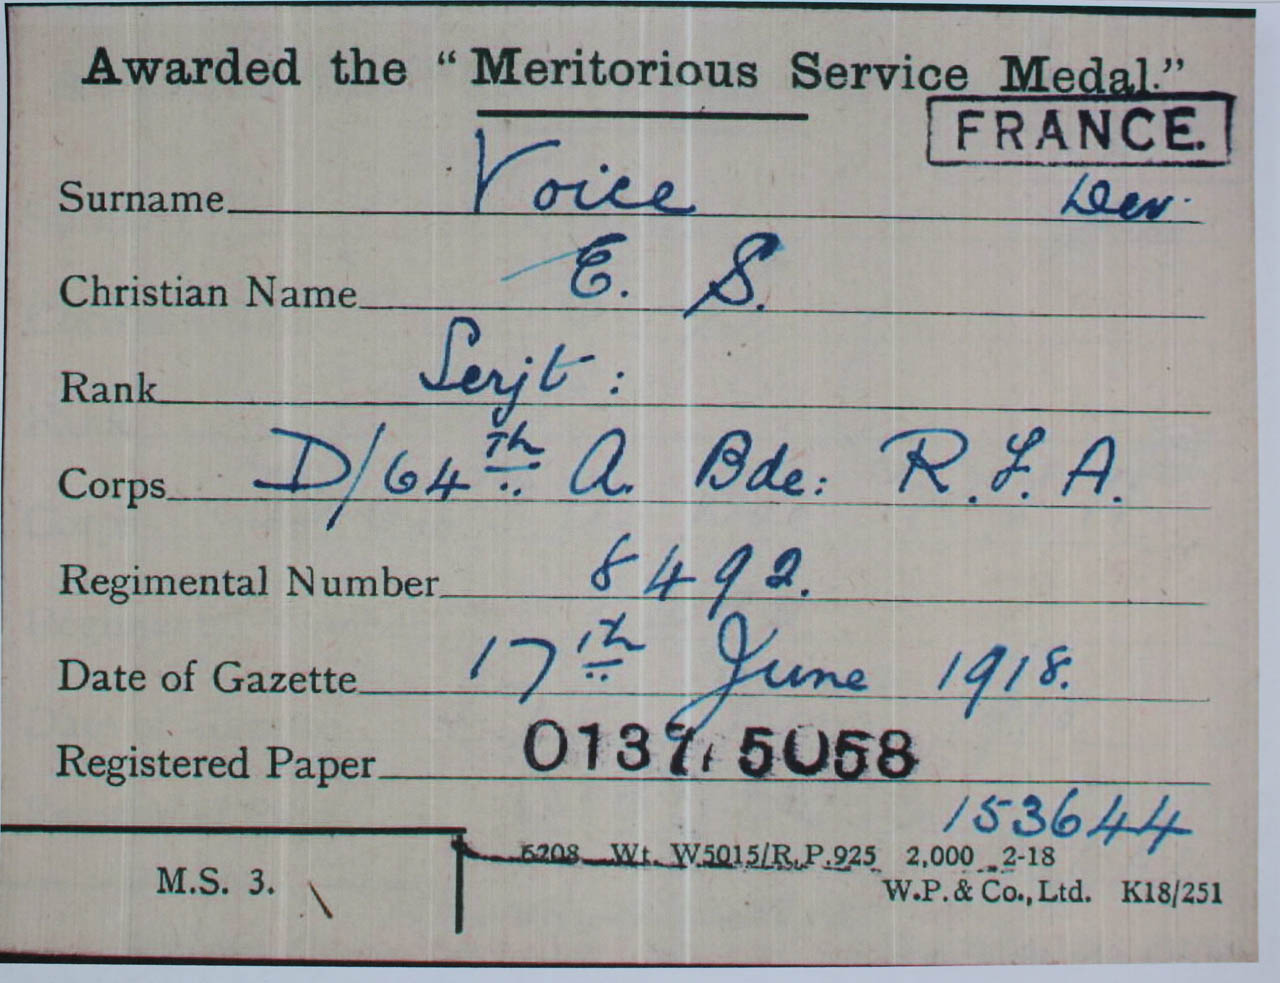 Awarded the "Meritorious Service Medal."
FRANCE.
Surname Voice Dev.
Christian Name E. S.
Rank Serjt:
Corps D/64th A. Bde: R.F.A.
Regimental Number 8492.
Date of Gazette 17th June 1918.
Registered Paper 0137/5058
153644
6208 Wt. W5015/R.P.925 2,000 2-18
M.S. 3.
W.P. & Co., Ltd. K18/251